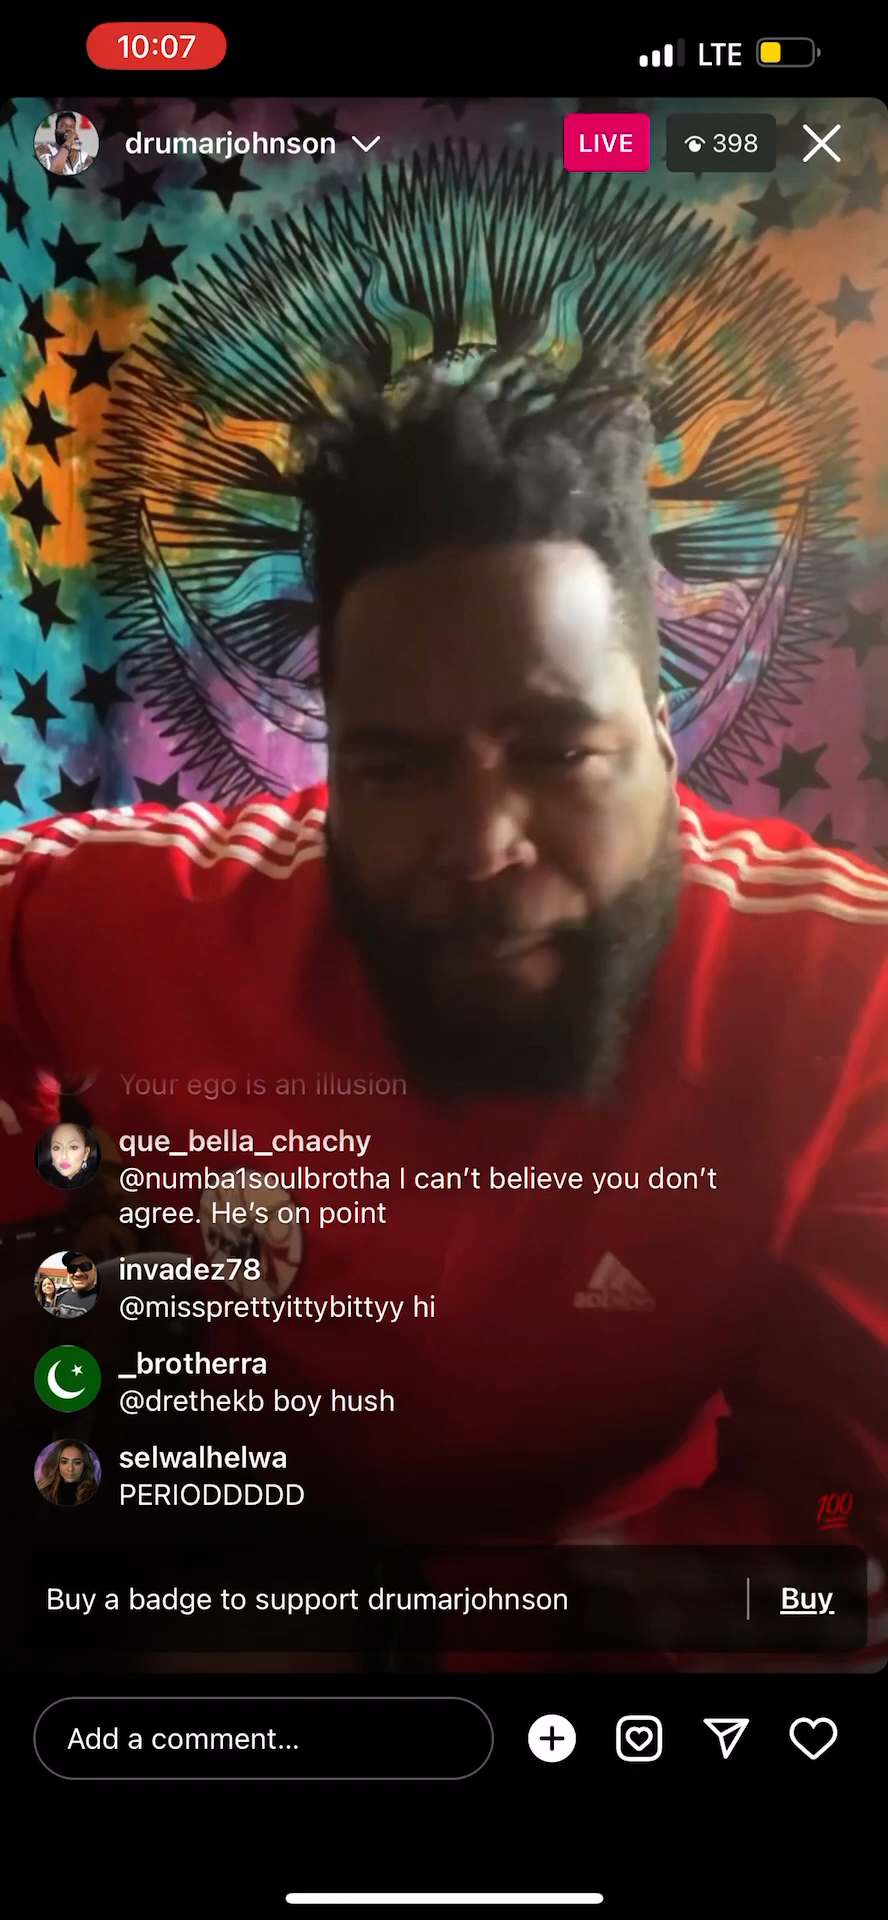 10:07
LTE
drumarjohnson
LIVE
398
Your ego is an illusion
que_bella_chachy
@numba1soulbrotha I can’t believe you don’t
agree. He’s on point
invadez78
@missprettyittybittyy hi
_brotherra
@drethekb boy hush
selwalhelwa
PERIODDDDD
100
Buy a badge to support drumarjohnson
Buy
Add a comment...